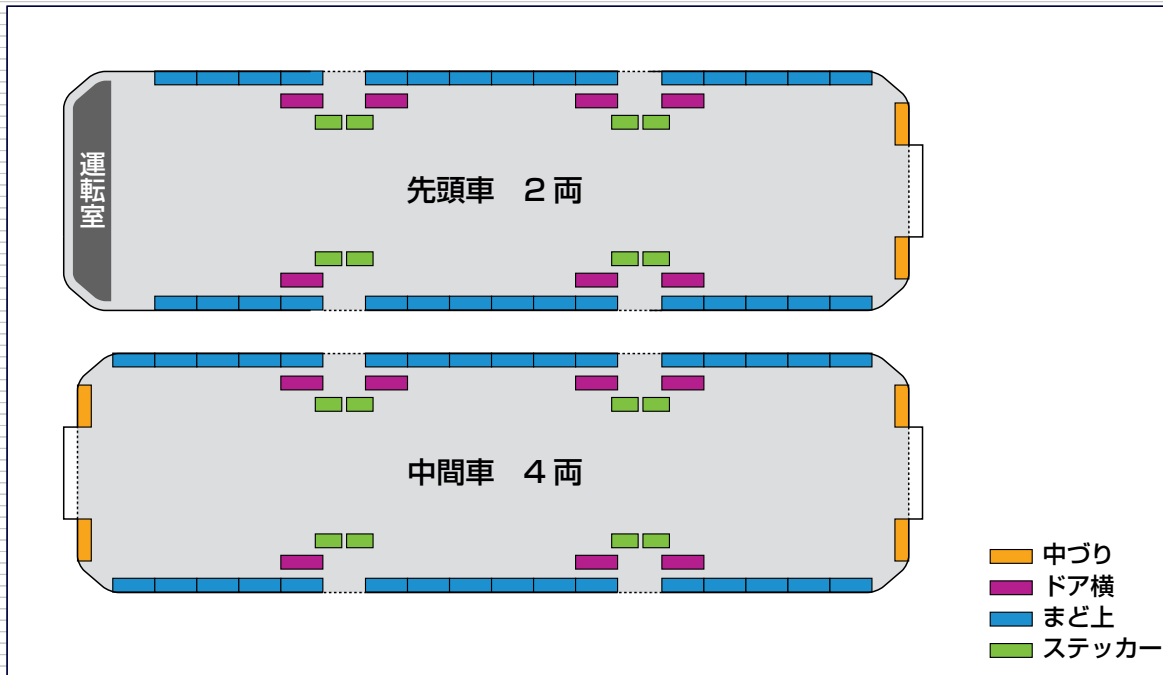 運転室
先頭車　2両
中間車　4両
中づり
ドア横
まど上
ステッカー